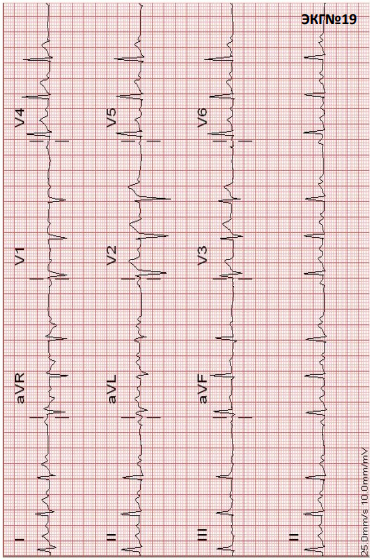 ЭКГ№19
I
aVR
V1
V4
II
aVL
V2
V5
III
aVF
V3
V6
II
25.0mm/s 10.0mm/mV